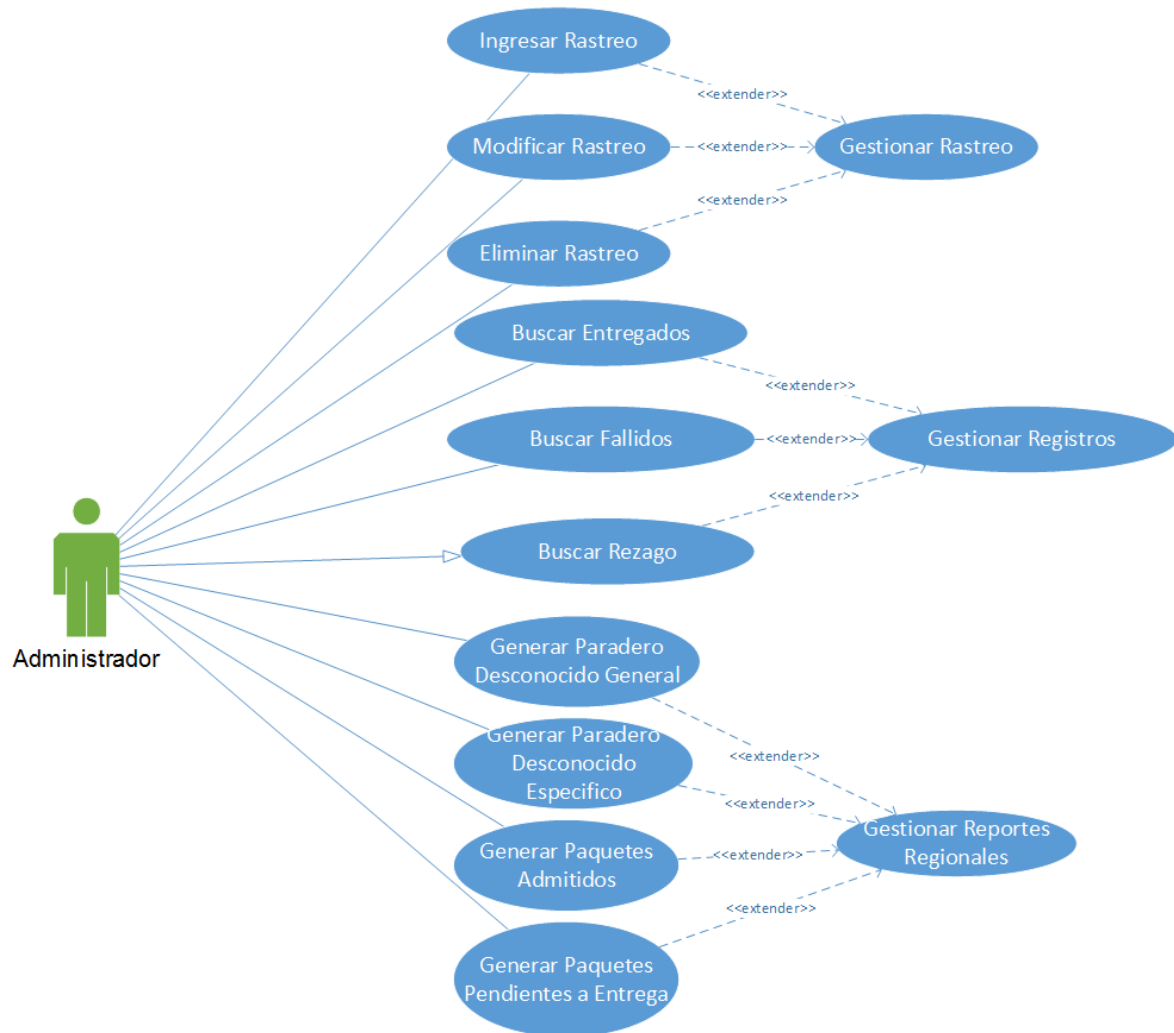 Ingresar Rastreo
<<extender>>
Modificar Rastreo
<<extender>>
Gestionar Rastreo
<<extender>>
Eliminar Rastreo
Buscar Entregados
<<extender>>
Buscar Fallidos
<<extender>>
Gestionar Registros
<<extender>>
Buscar Rezago
Administrador
Generar Paradero
Desconocido General
<<extender>>
Generar Paradero
Desconocido
Especifico
<<extender>>
Gestionar Reportes
Regionales
Generar Paquetes
Admitidos
<<extender>>
<<extender>>
Generar Paquetes
Pendientes a Entrega